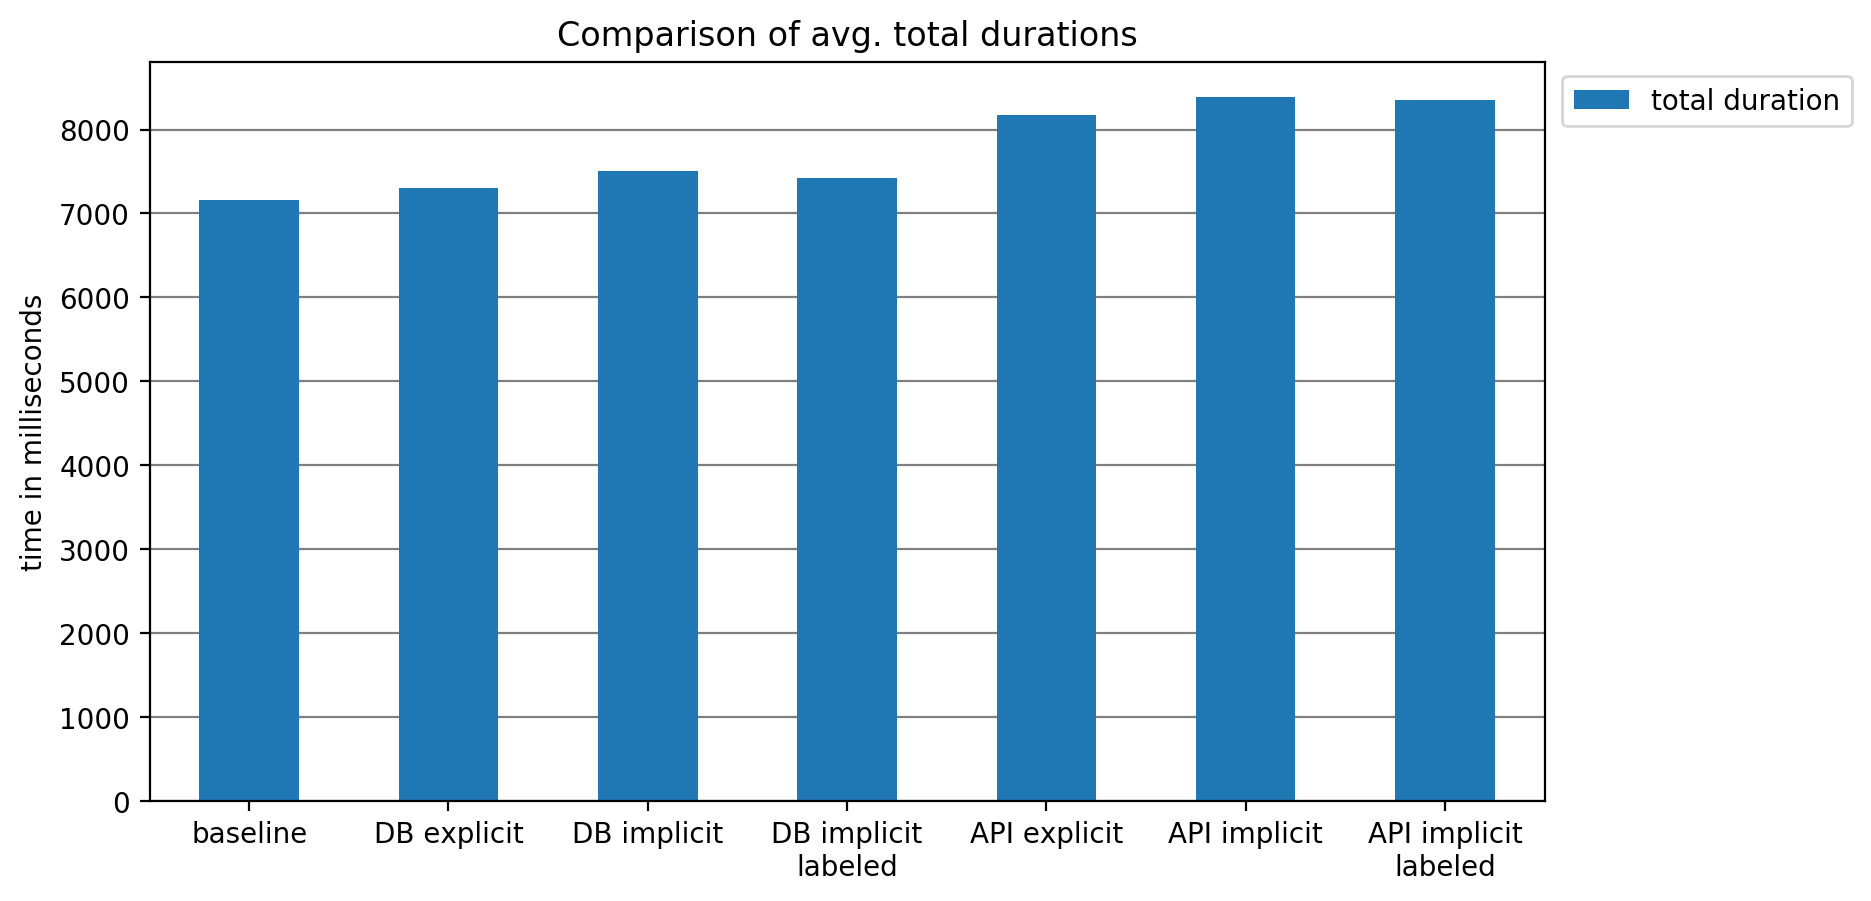 Comparison of avg. total durations
total duration
time in milliseconds
8000
7000
6000
5000
4000
3000
2000
1000
0
baseline
DB explicit
DB implicit
DB implicit
labeled
API explicit
API implicit
API implicit
labeled